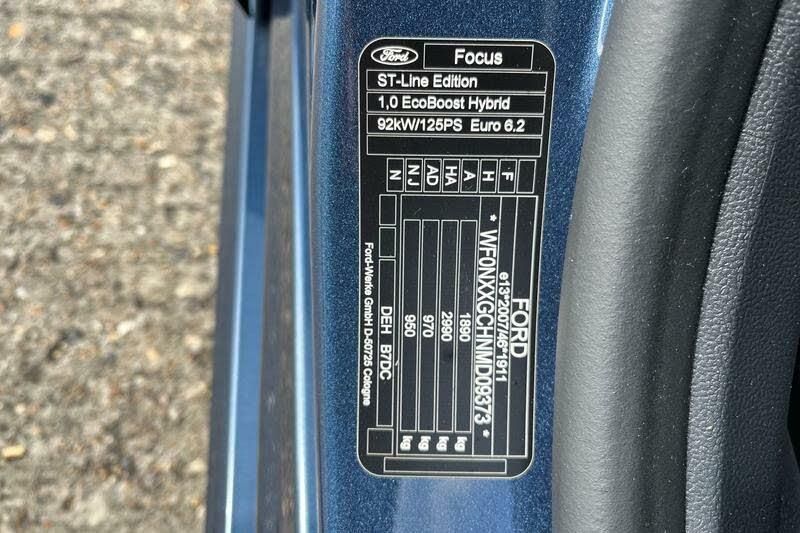 Ford Focus
ST-Line Edition
1,0 EcoBoost Hybrid
92kW/125PS Euro 6.2
F
H
A
HA
AD
NJ
N
FORD
e13*2007/46*1911
* WF0NXXGCHNMD09373 *
1890 kg
2990 kg
970 kg
950 kg
DEH B7DC
Ford-Werke GmbH D-50725 Cologne